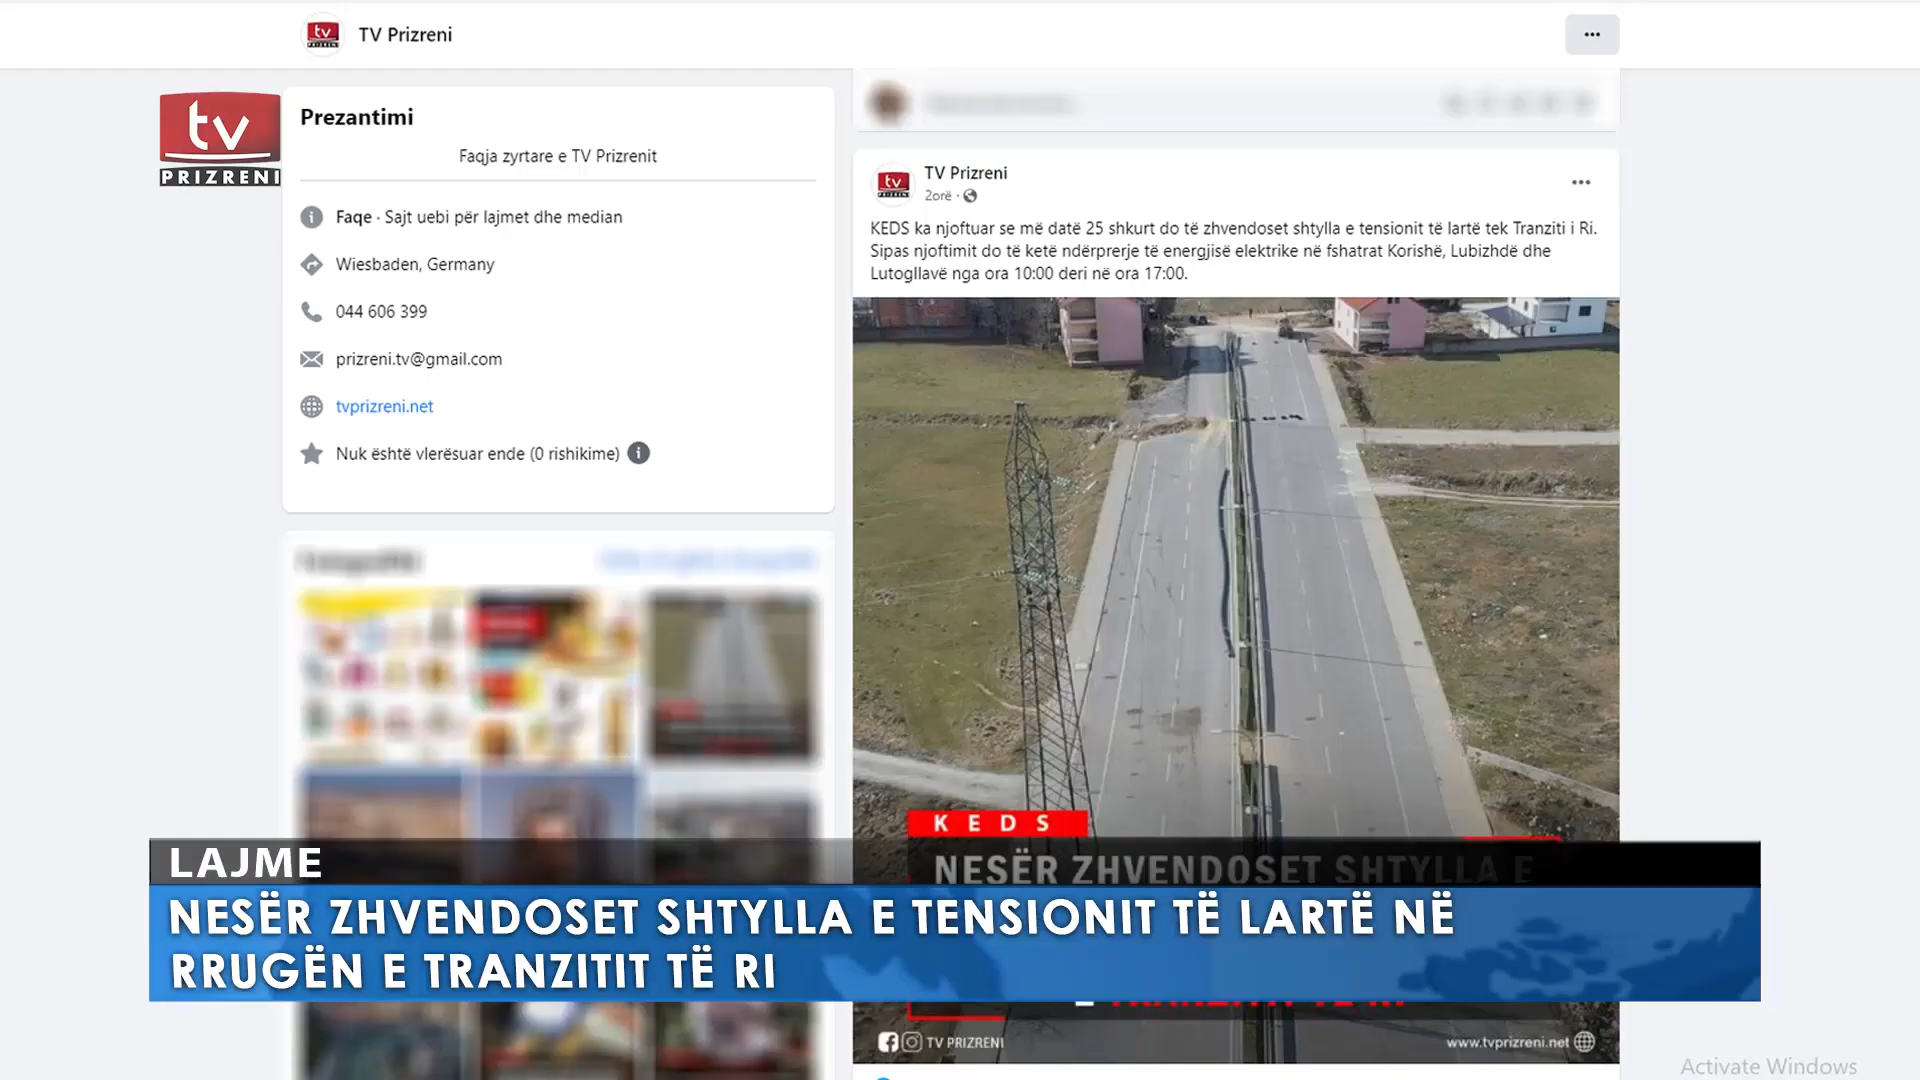 TV Prizreni
tv
PRIZRENI
Prezantimi
Faqja zyrtare e TV Prizrenit
Faqe · Sajt uebi për lajmet dhe median
Wiesbaden, Germany
044 606 399
prizreni.tv@gmail.com
tvprizreni.net
Nuk është vlerësuar ende (0 rishikime)
TV Prizreni
2orë ·
KEDS ka njoftuar se më datë 25 shkurt do të zhvendoset shtylla e tensionit të lartë tek Tranziti i Ri.
Sipas njoftimit do të ketë ndërprerje të energjisë elektrike në fshatrat Korishë, Lubizhdë dhe
Lutogllavë nga ora 10:00 deri në ora 17:00.
KEDS
NESËR ZHVENDOSET SHTYLLA E
LAJME
NESËR ZHVENDOSET SHTYLLA E TENSIONIT TË LARTË NË
RRUGËN E TRANZITIT TË RI
TV PRIZRENI
www.tvprizreni.net
Activate Windows